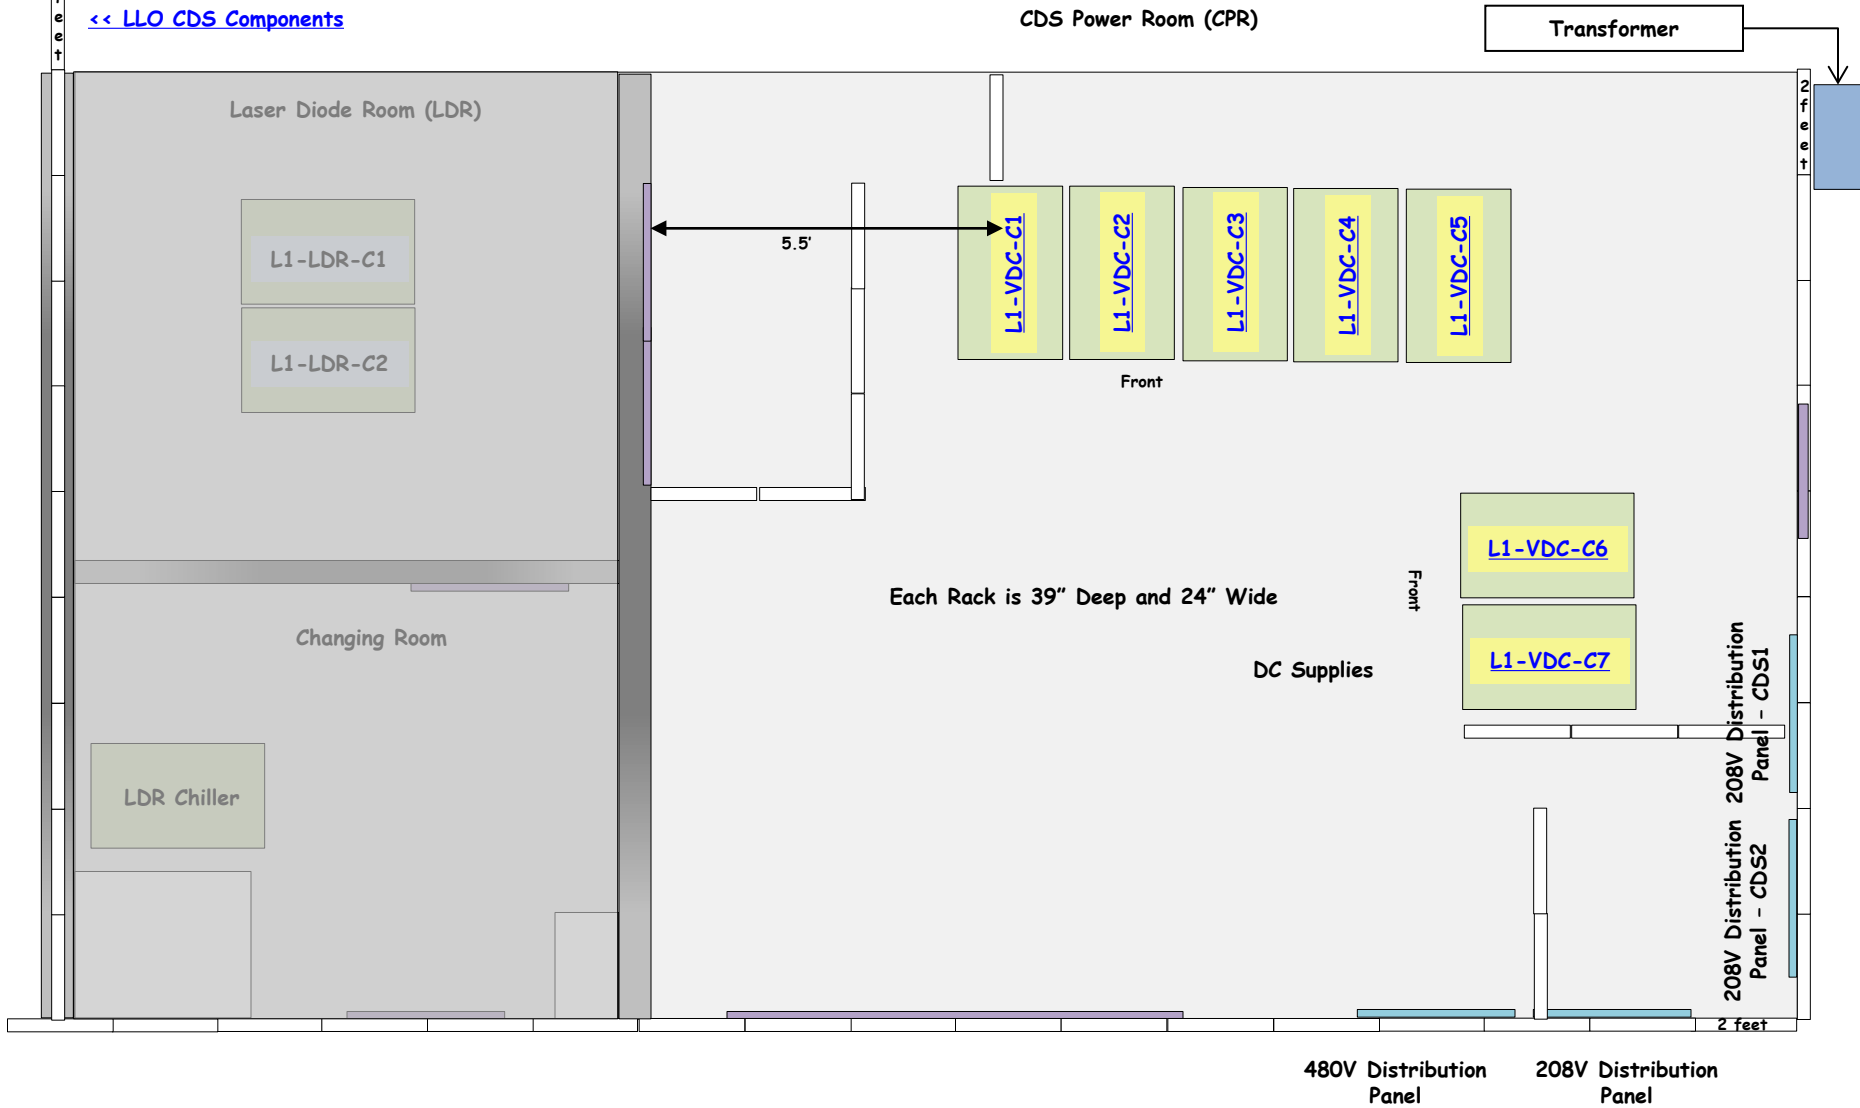 << LLO CDS Components
CDS Power Room (CPR)
Transformer
2 feet
Laser Diode Room (LDR)
L1-LDR-C1
L1-LDR-C2
5.5'
L1-VDC-C1
L1-VDC-C2
L1-VDC-C3
L1-VDC-C4
L1-VDC-C5
Front
L1-VDC-C6
Front
Each Rack is 39” Deep and 24” Wide
L1-VDC-C7
DC Supplies
Changing Room
LDR Chiller
208V Distribution
Panel - CDS1
208V Distribution
Panel - CDS2
2 feet
480V Distribution
Panel
208V Distribution
Panel